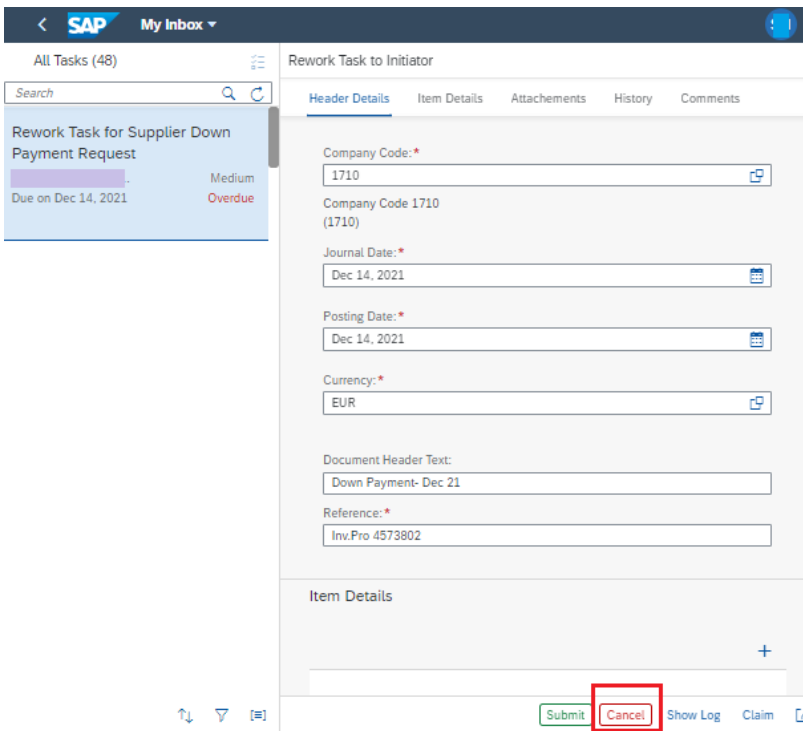 SAP My Inbox
All Tasks (48)
Search
Rework Task for Supplier Down
Payment Request
Medium
Due on Dec 14, 2021 Overdue
Rework Task to Initiator
Header Details Item Details Attachements History Comments
Company Code:*
1710
Company Code 1710
(1710)
Journal Date:*
Dec 14, 2021
Posting Date:*
Dec 14, 2021
Currency:*
EUR
Document Header Text:
Down Payment- Dec 21
Reference:*
Inv.Pro 4573802
Item Details
Submit Cancel Show Log Claim